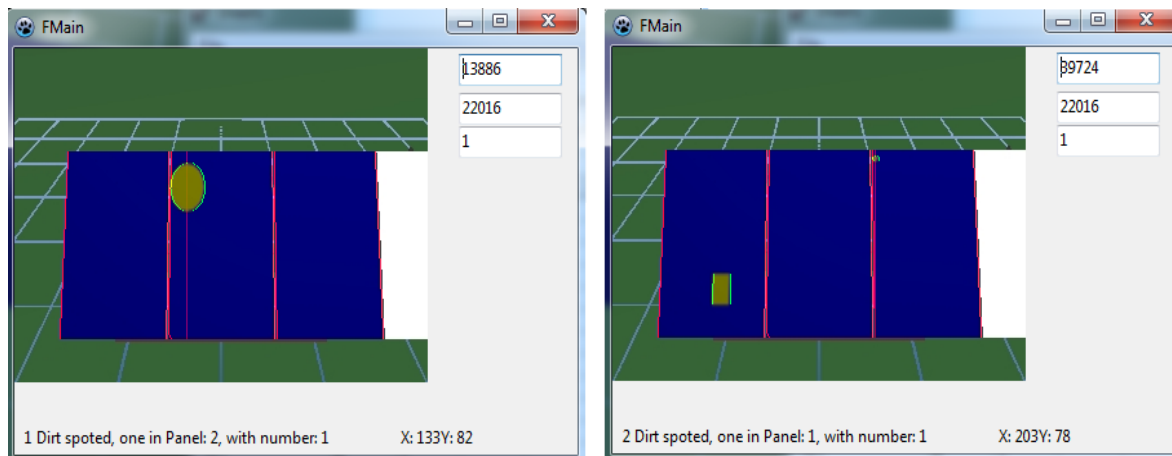 FMain
13886
22016
1
1 Dirt spoted, one in Panel: 2, with number: 1 X: 133Y: 82
FMain
39724
22016
1
2 Dirt spoted, one in Panel: 1, with number: 1 X: 203Y: 78